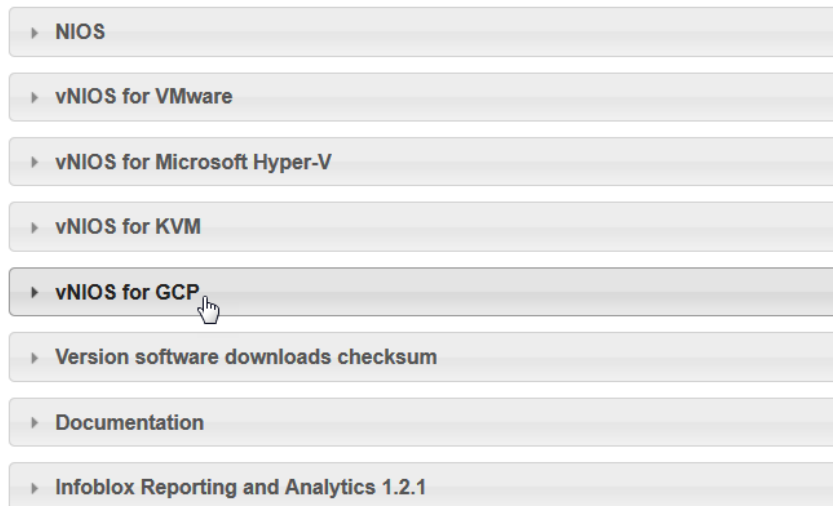 NIOS
vNIOS for VMware
vNIOS for Microsoft Hyper-V
vNIOS for KVM
vNIOS for GCP
Version software downloads checksum
Documentation
Infoblox Reporting and Analytics 1.2.1